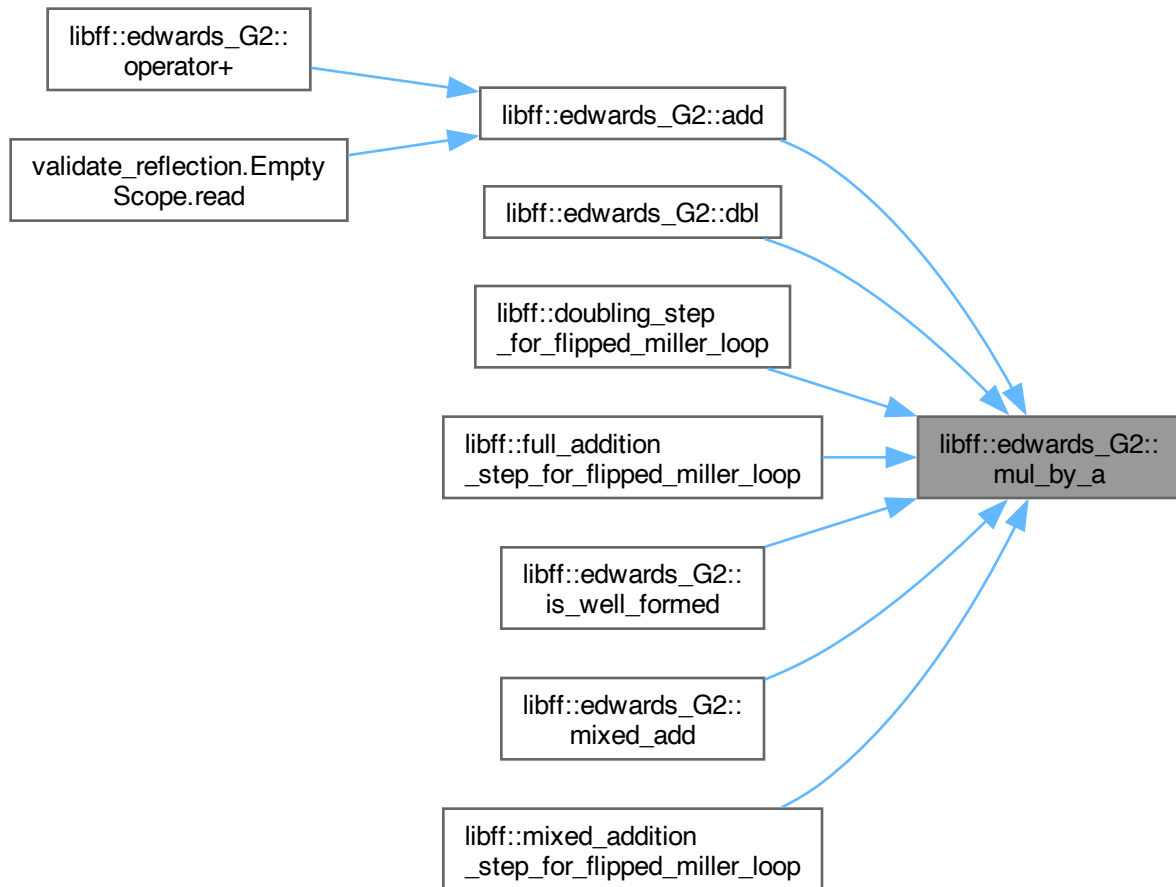 libff::edwards_G2::
operator+
validate_reflection.Empty
Scope.read
libff::edwards_G2::add
libff::edwards_G2::dbl
libff::doubling_step
_for_flipped_miller_loop
libff::full_addition
_step_for_flipped_miller_loop
libff::edwards_G2::
is_well_formed
libff::edwards_G2::
mixed_add
libff::mixed_addition
_step_for_flipped_miller_loop
libff::edwards_G2::
mul_by_a